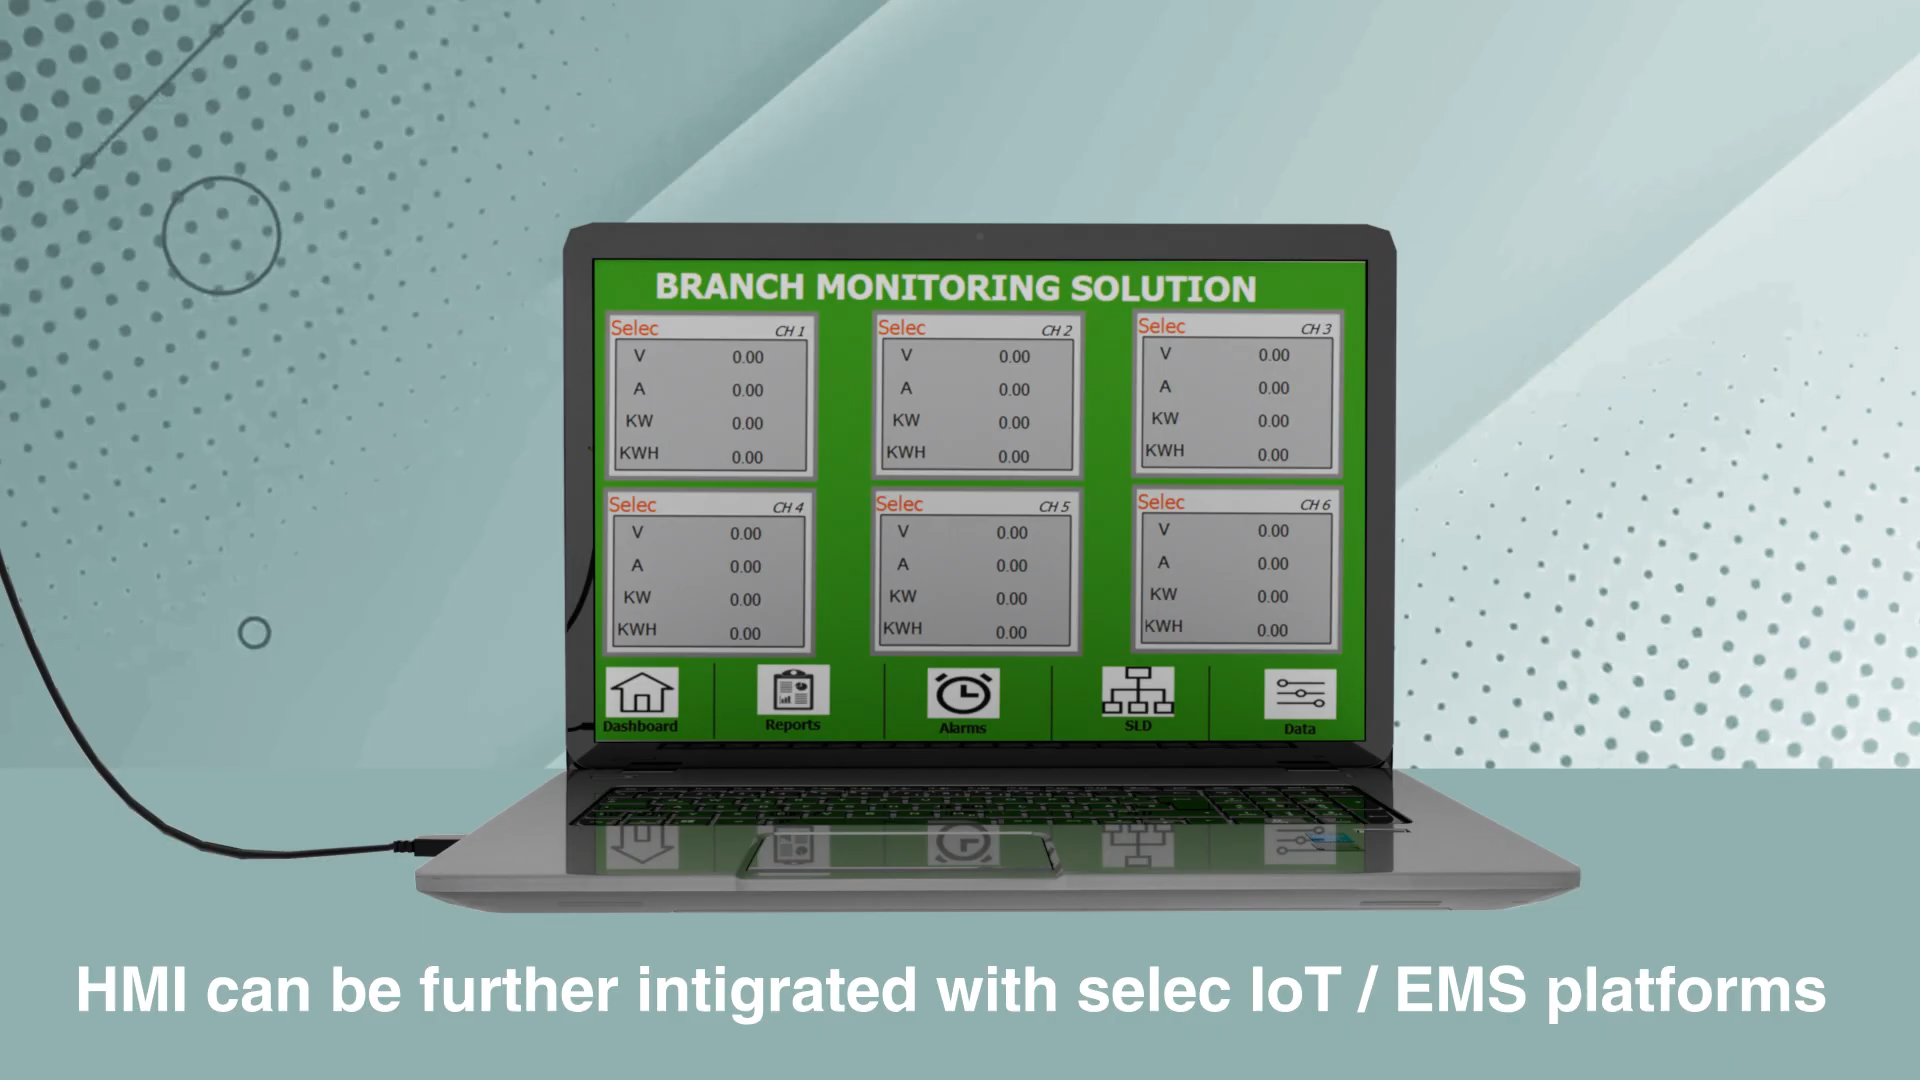 BRANCH MONITORING SOLUTION
Selec CH 1
V 0.00
A 0.00
KW 0.00
KWH 0.00
Selec CH 2
V 0.00
A 0.00
KW 0.00
KWH 0.00
Selec CH 3
V 0.00
A 0.00
KW 0.00
KWH 0.00
Selec CH 4
V 0.00
A 0.00
KW 0.00
KWH 0.00
Selec CH 5
V 0.00
A 0.00
KW 0.00
KWH 0.00
Selec CH 6
V 0.00
A 0.00
KW 0.00
KWH 0.00
Dashboard Reports Alarms SLD Data
HMI can be further intigrated with selec IoT / EMS platforms